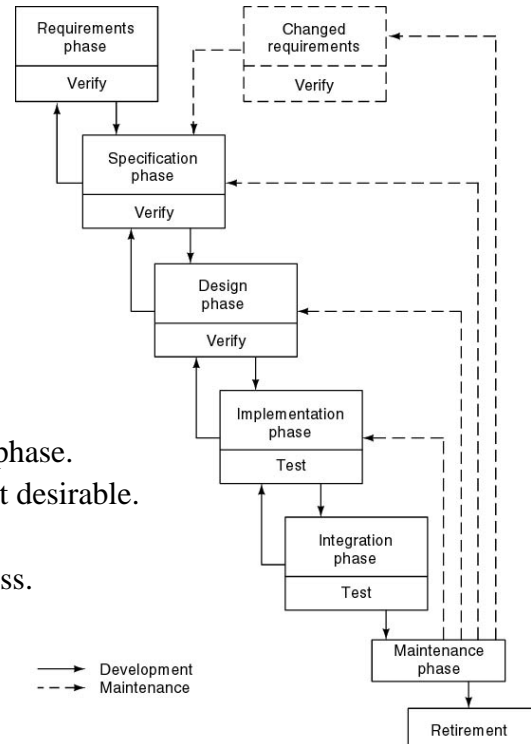 Requirements
phase
Verify
Changed
requirements
Verify
Specification
phase
Verify
Design
phase
Verify
Implementation
phase
Test
phase.
t desirable.
Integration
phase
Test
ss.
Maintenance
phase
Development
Maintenance
Retirement